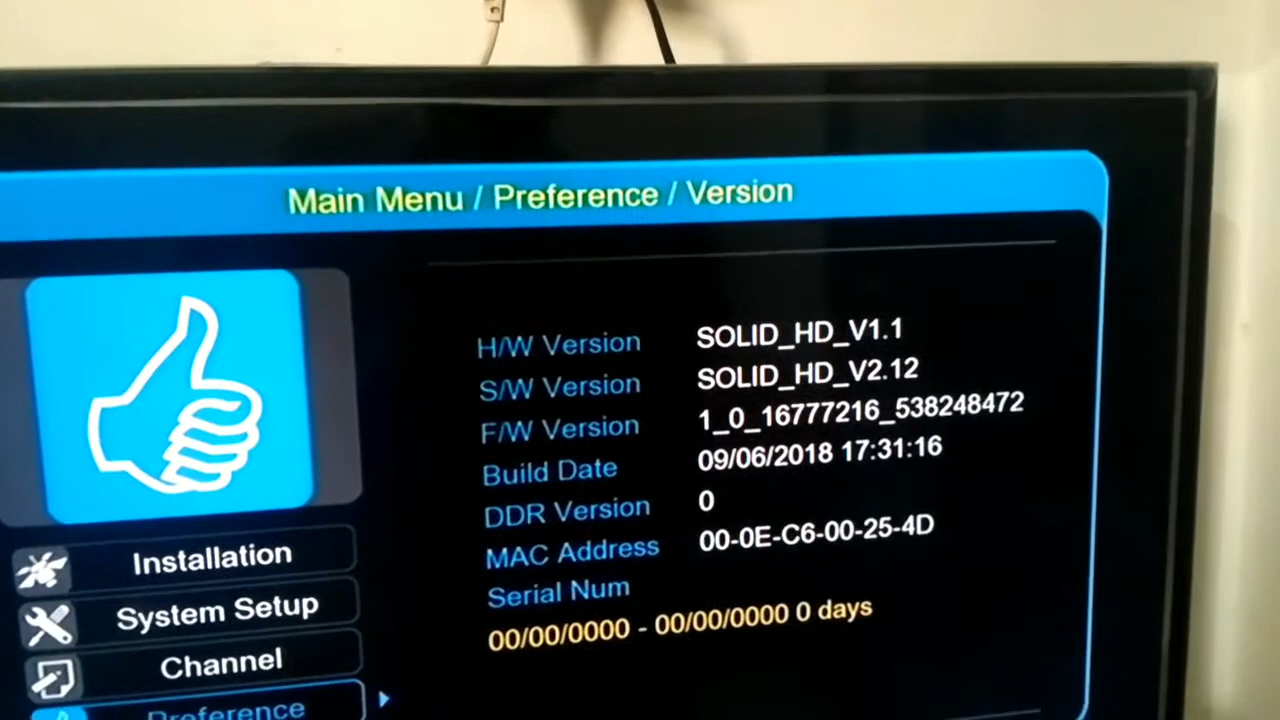 Main Menu / Preference / Version
H/W Version SOLID_HD_V1.1
S/W Version SOLID_HD_V2.12
F/W Version 1_0_16777216_538248472
Build Date 09/06/2018 17:31:16
DDR Version 0
MAC Address 00-0E-C6-00-25-4D
Serial Num
00/00/0000 - 00/00/0000 0 days
Installation
System Setup
Channel
Preference